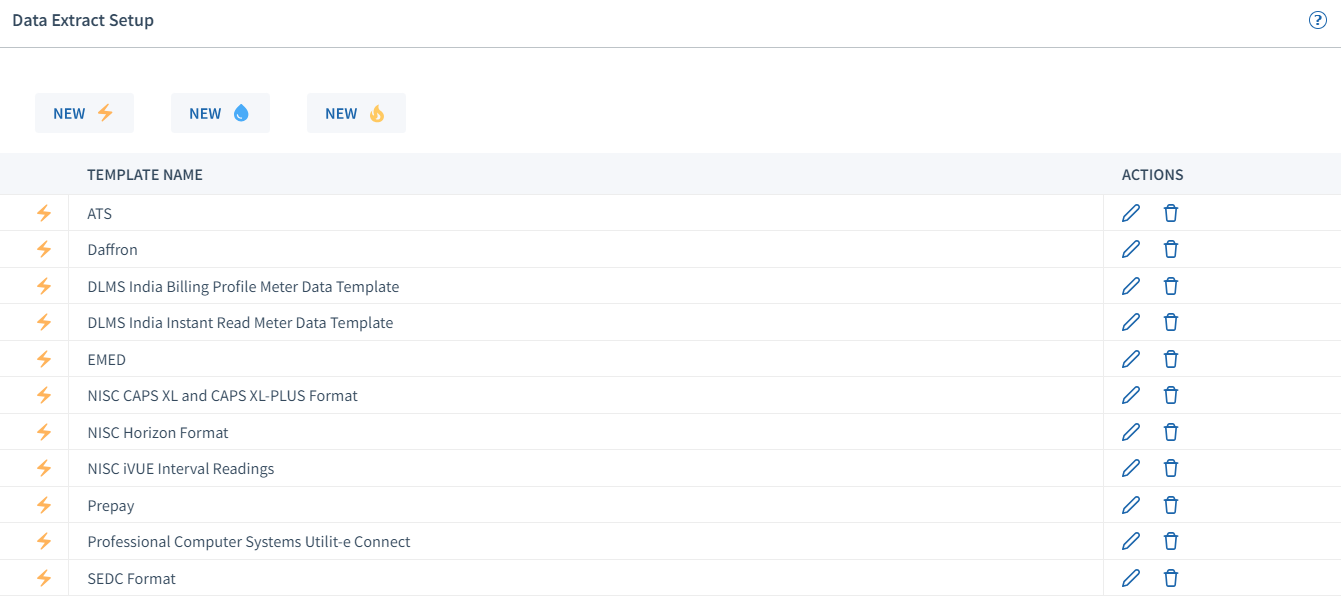 Data Extract Setup
?
NEW NEW NEW
TEMPLATE NAME ACTIONS
ATS
Daffron
DLMS India Billing Profile Meter Data Template
DLMS India Instant Read Meter Data Template
EMED
NISC CAPS XL and CAPS XL-PLUS Format
NISC Horizon Format
NISC iVUE Interval Readings
Prepay
Professional Computer Systems Utilit-e Connect
SEDC Format